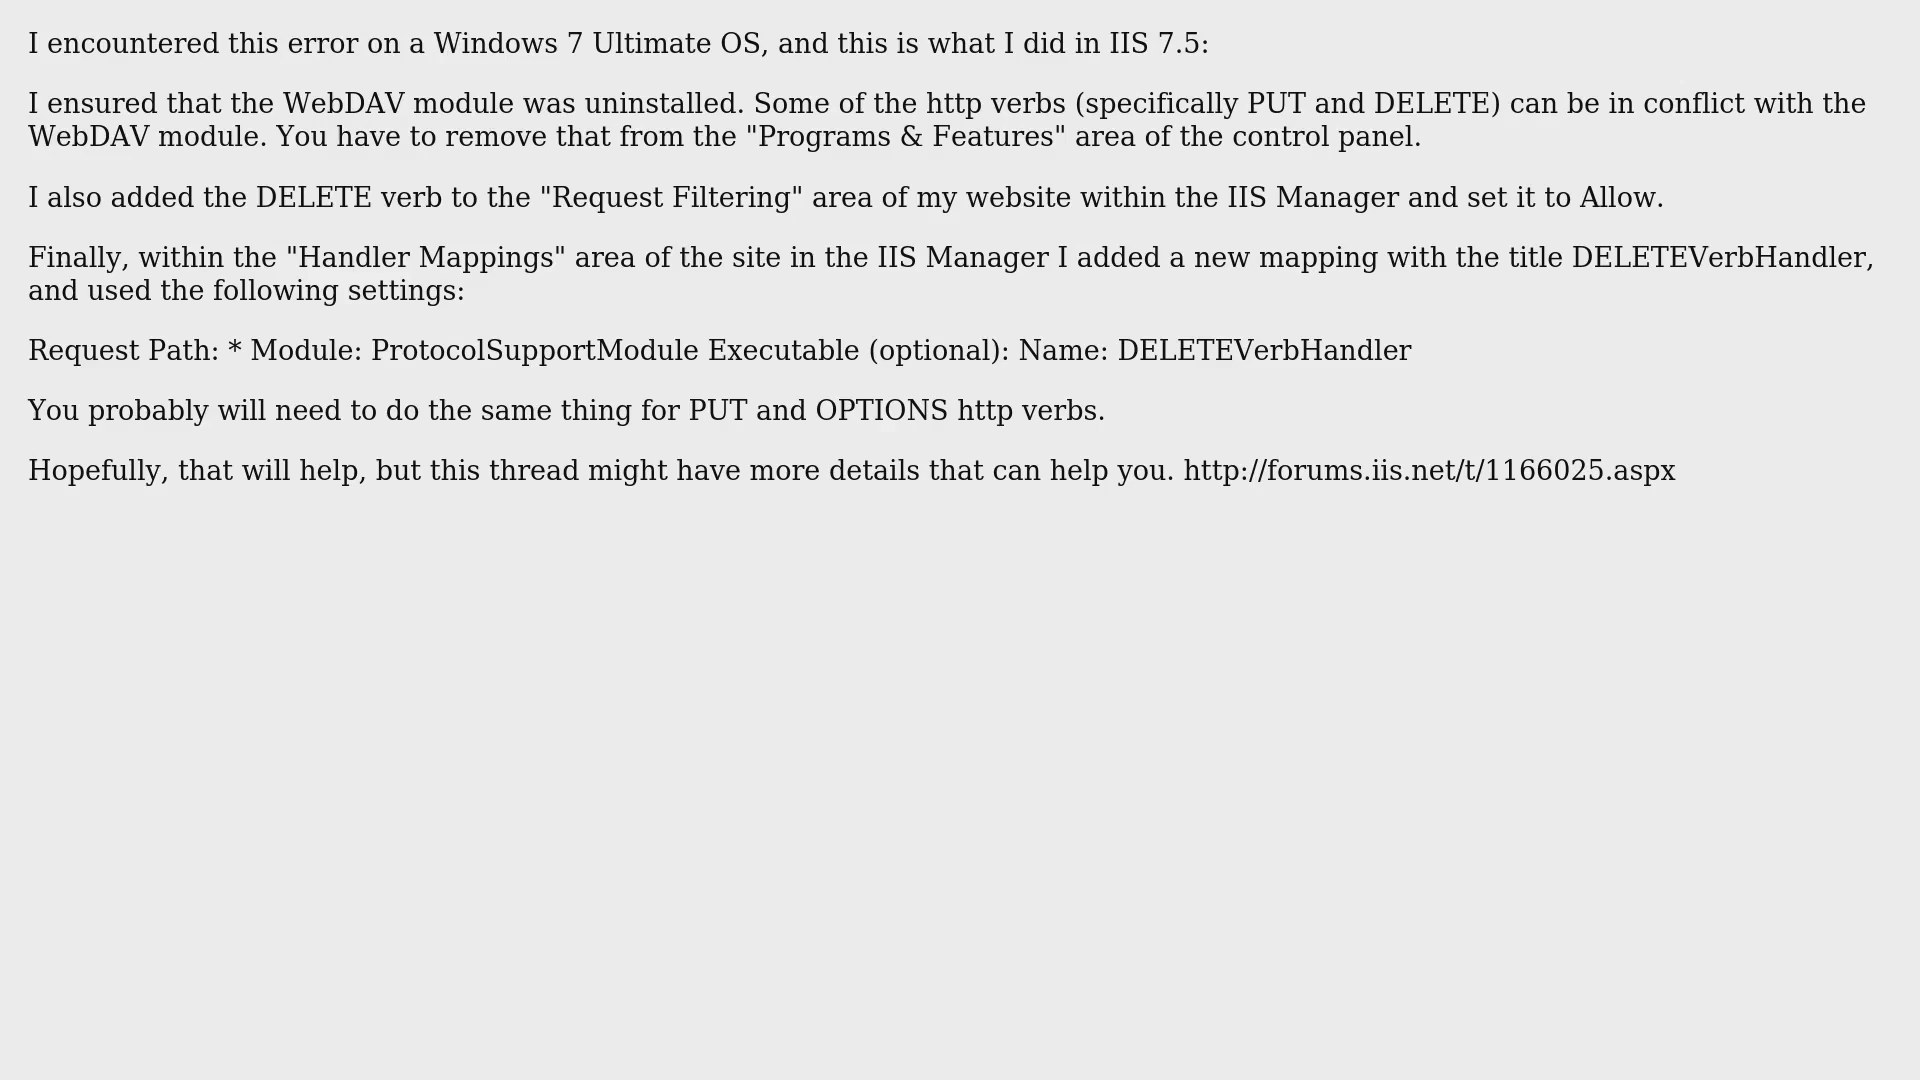 I encountered this error on a Windows 7 Ultimate OS, and this is what I did in IIS 7.5:
I ensured that the WebDAV module was uninstalled. Some of the http verbs (specifically PUT and DELETE) can be in conflict with the
WebDAV module. You have to remove that from the "Programs & Features" area of the control panel.
I also added the DELETE verb to the "Request Filtering" area of my website within the IIS Manager and set it to Allow.
Finally, within the "Handler Mappings" area of the site in the IIS Manager I added a new mapping with the title DELETEVerbHandler,
and used the following settings:
Request Path: * Module: ProtocolSupportModule Executable (optional): Name: DELETEVerbHandler
You probably will need to do the same thing for PUT and OPTIONS http verbs.
Hopefully, that will help, but this thread might have more details that can help you. http://forums.iis.net/t/1166025.aspx